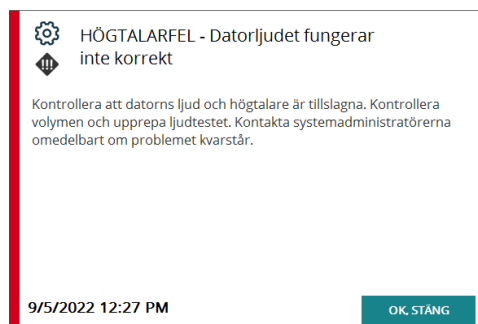 HÖGTALARFEL - Datorljudet fungerar
inte korrekt
Kontrollera att datorns ljud och högtalare är tillslagna. Kontrollera
volymen och upprepa ljudtestet. Kontakta systemadministratörerna
omedelbart om problemet kvarstår.
9/5/2022 12:27 PM
OK, STÄNG